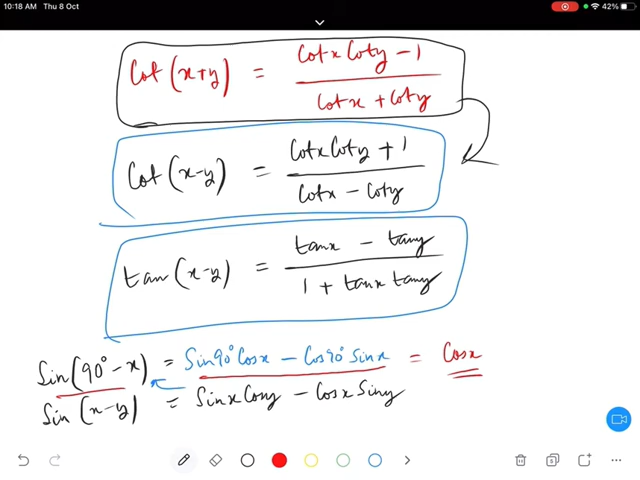 10:18 AM Thu 8 Oct 42%
Cot (x+y) = Cotx Coty - 1 / Cotx + Coty
Cot (x-y) = Cotx Coty + 1 / Cotx - Coty
tan (x-y) = tanx - tany / 1 + tanx tany
Sin (90° - x) = Sin90° Cosx - Cos90° Sinx = Cosx
Sin (x-y) = Sinx Cosy - Cosx Siny